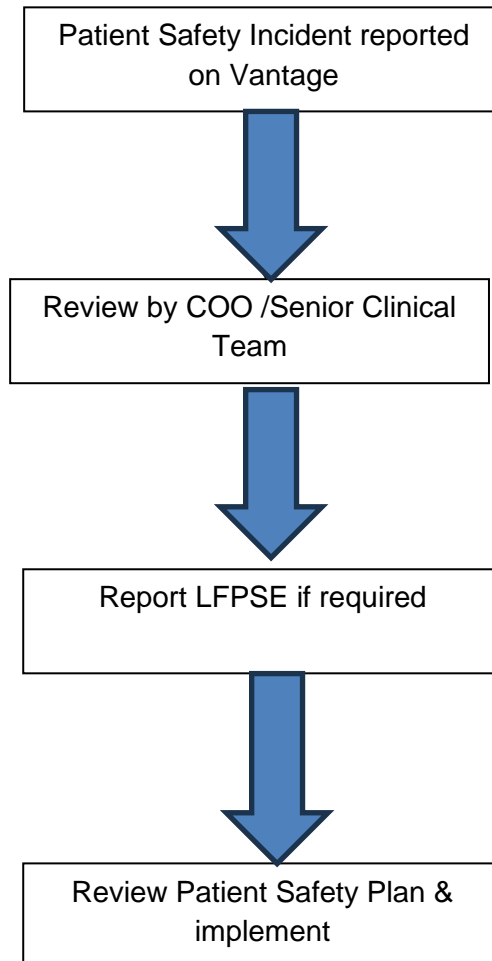 Patient Safety Incident reported
on Vantage
Review by COO /Senior Clinical
Team
Report LFPSE if required
Review Patient Safety Plan &
implement